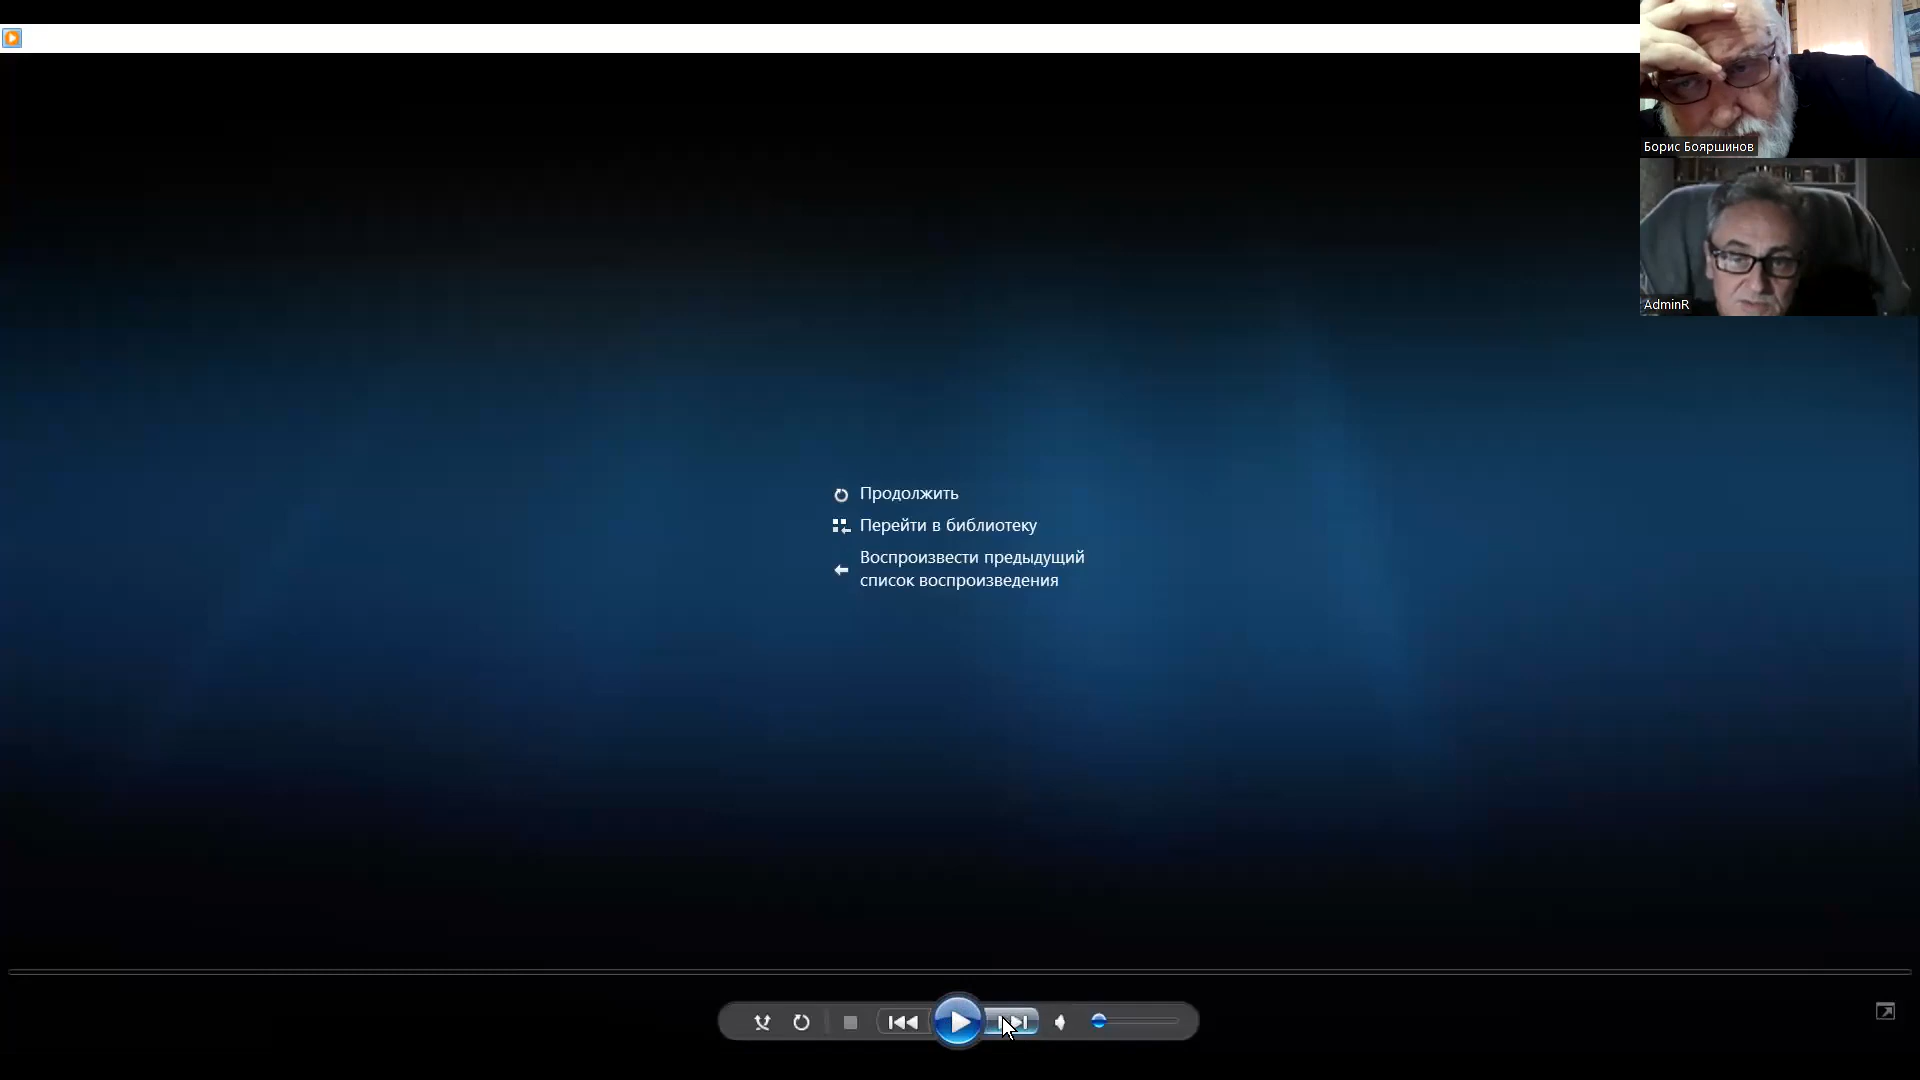 Борис Бояршинов
AdminR
Продолжить
Перейти в библиотеку
Воспроизвести предыдущий
список воспроизведения